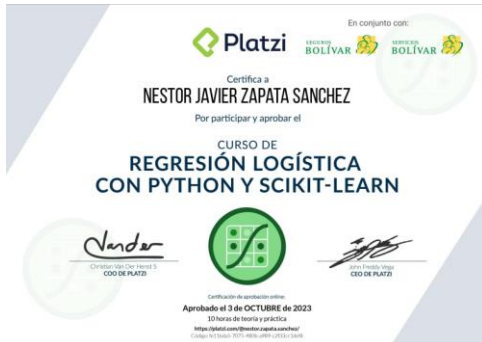 En conjunto con:
Platzi
SEGUROS
BOLÍVAR
SERVICIOS
BOLÍVAR
Certifica a
NESTOR JAVIER ZAPATA SANCHEZ
Por participar y aprobar el
CURSO DE
REGRESIÓN LOGÍSTICA
CON PYTHON Y SCIKIT-LEARN
Christian Van Der Henst S
COO DE PLATZI
John Freddy Vega
CEO DE PLATZI
Certificación de aprobación online:
Aprobado el 3 de OCTUBRE de 2023
10 horas de teoría y práctica
https://platzi.com/@nestor.zapata.sanchez/
Código: